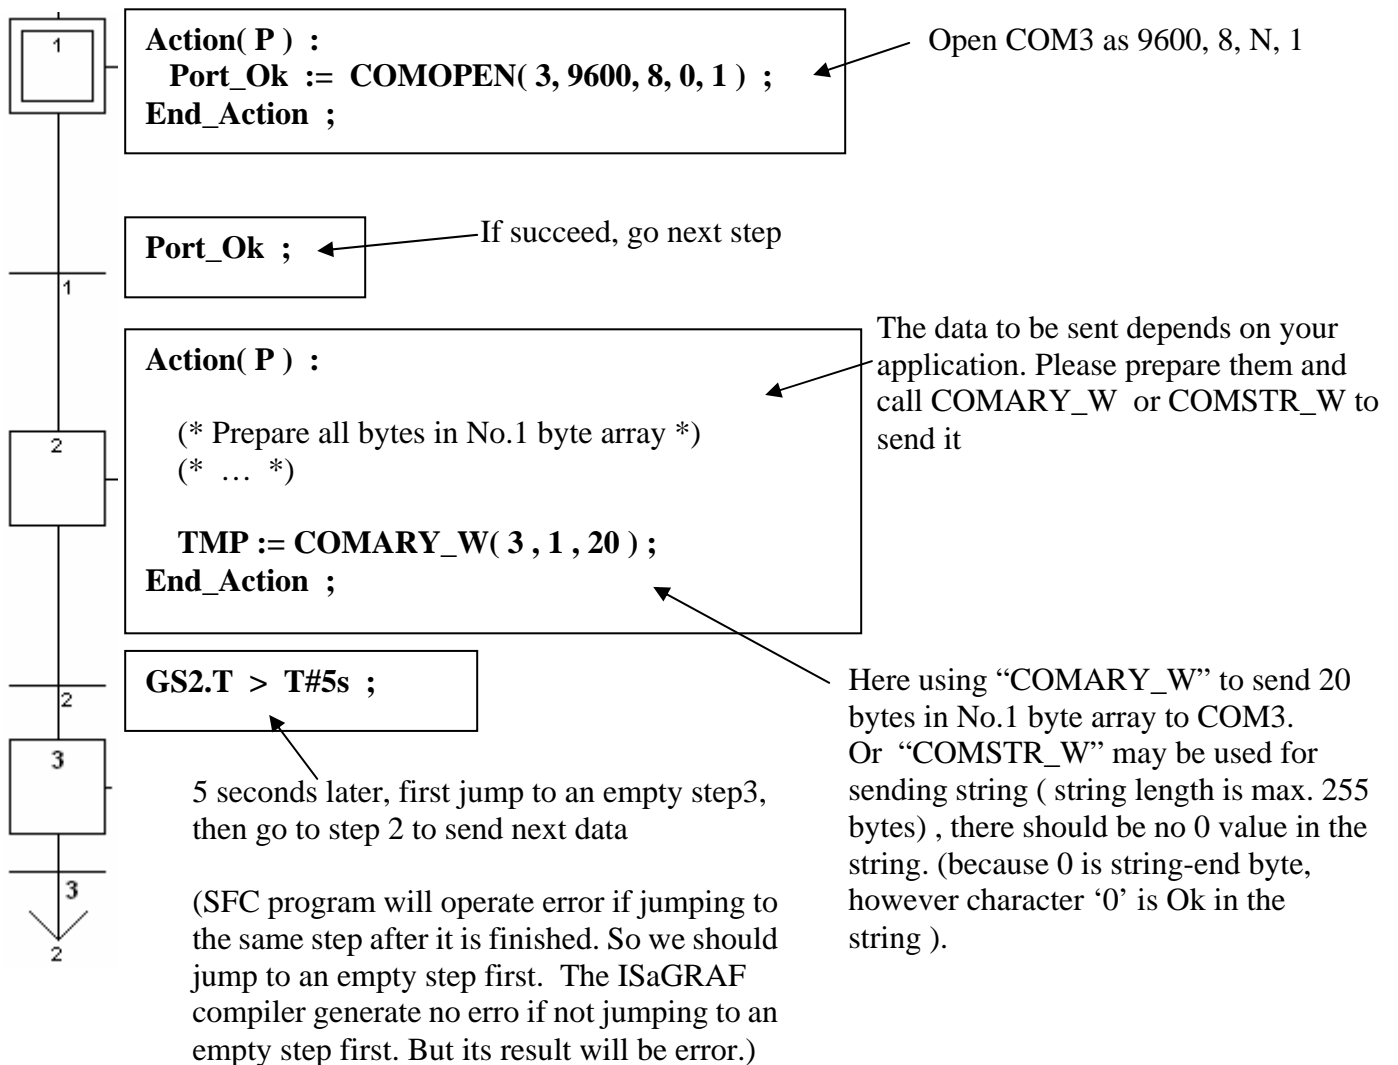 1
Action( P ) :
Port_Ok := COMOPEN( 3, 9600, 8, 0, 1 ) ;
End_Action ;
Open COM3 as 9600, 8, N, 1
Port_Ok ;
If succeed, go next step
1
Action( P ) :
(* Prepare all bytes in No.1 byte array *)
(* … *)
TMP := COMARY_W( 3 , 1 , 20 ) ;
End_Action ;
The data to be sent depends on your
application. Please prepare them and
call COMARY_W or COMSTR_W to
send it
2
GS2.T > T#5s ;
2
3
5 seconds later, first jump to an empty step3,
then go to step 2 to send next data
(SFC program will operate error if jumping to
the same step after it is finished. So we should
jump to an empty step first. The ISaGRAF
compiler generate no erro if not jumping to an
empty step first. But its result will be error.)
Here using “COMARY_W” to send 20
bytes in No.1 byte array to COM3.
Or “COMSTR_W” may be used for
sending string ( string length is max. 255
bytes) , there should be no 0 value in the
string. (because 0 is string-end byte,
however character ‘0’ is Ok in the
string ).
3
2